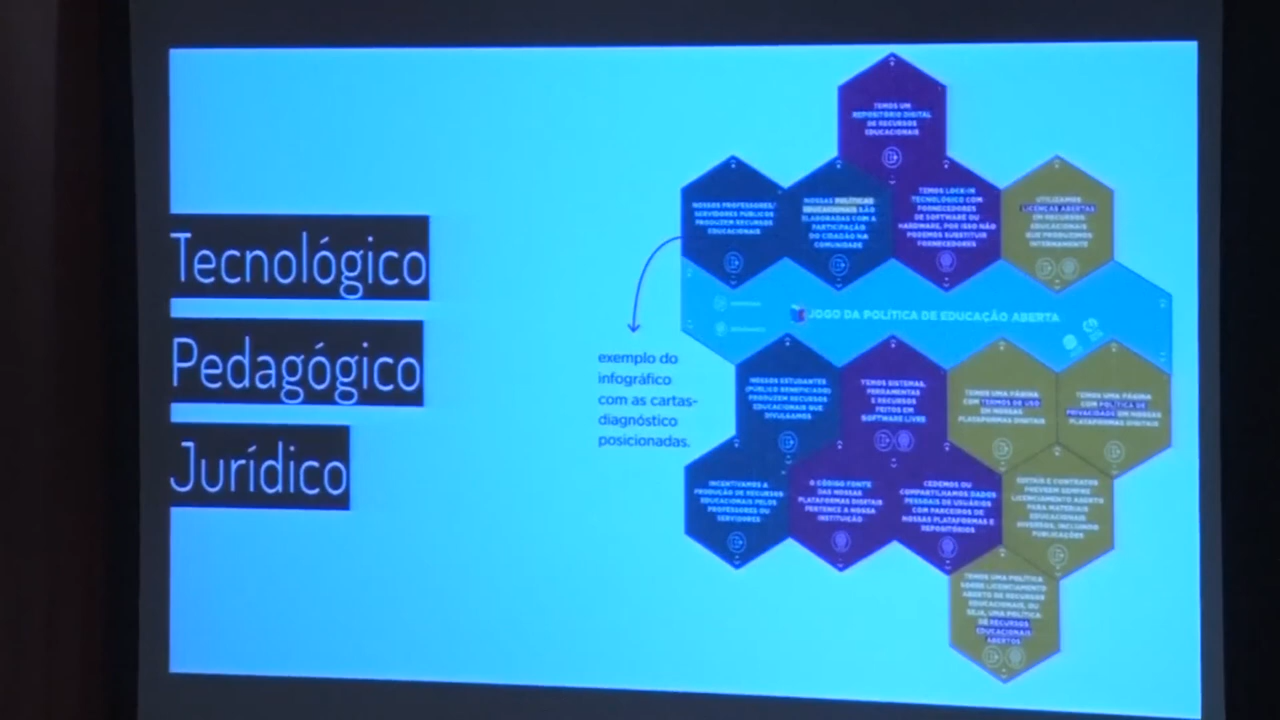 Tecnológico
Pedagógico
Jurídico
exemplo do
infográfico
com as cartas-
diagnóstico
posicionadas.
TEMOS UM
REPOSITÓRIO DIGITAL
DE RECURSOS
EDUCACIONAIS
NOSSOS PROFESSORES/
SERVIDORES PÚBLICOS
PRODUZEM RECURSOS
EDUCACIONAIS
NOSSAS POLÍTICAS
EDUCACIONAIS SÃO
ELABORADAS COM A
PARTICIPAÇÃO
DO CIDADÃO NA
COMUNIDADE
TEMOS LOCK-IN
TECNOLÓGICO COM
FORNECEDORES
DE SOFTWARE OU
HARDWARE, POR ISSO NÃO
PODEMOS SUBSTITUIR
FORNECEDORES
UTILIZAMOS
LICENÇAS ABERTAS
EM RECURSOS
EDUCACIONAIS
QUE PRODUZIMOS
INTERNAMENTE
JOGO DA POLÍTICA DE EDUCAÇÃO ABERTA
NOSSOS ESTUDANTES
(PÚBLICO BENEFICIADO)
PRODUZEM RECURSOS
EDUCACIONAIS QUE
DIVULGAMOS
TEMOS SISTEMAS,
FERRAMENTAS
E RECURSOS
FEITOS EM
SOFTWARE LIVRE
TEMOS UMA PÁGINA
COM TERMOS DE USO
EM NOSSAS
PLATAFORMAS DIGITAIS
TEMOS UMA PÁGINA
COM POLÍTICA DE
PRIVACIDADE EM NOSSAS
PLATAFORMAS DIGITAIS
INCENTIVAMOS A
PRODUÇÃO DE RECURSOS
EDUCACIONAIS PELOS
PROFESSORES OU
SERVIDORES
O CÓDIGO FONTE
DAS NOSSAS
PLATAFORMAS DIGITAIS
PERTENCE A NOSSA
INSTITUIÇÃO
CEDEMOS OU
COMPARTILHAMOS DADOS
PESSOAIS DE USUÁRIOS
COM PARCEIROS DE
NOSSAS PLATAFORMAS E
REPOSITÓRIOS
EDITAIS E CONTRATOS
PREVEEM SEMPRE
LICENCIAMENTO ABERTO
PARA MATERIAIS
EDUCACIONAIS
DIVERSOS, INCLUINDO
PUBLICAÇÕES
TEMOS UMA POLÍTICA
SOBRE LICENCIAMENTO
ABERTO DE RECURSOS
EDUCACIONAIS, OU
SEJA, UMA POLÍTICA
DE RECURSOS
EDUCACIONAIS
ABERTOS